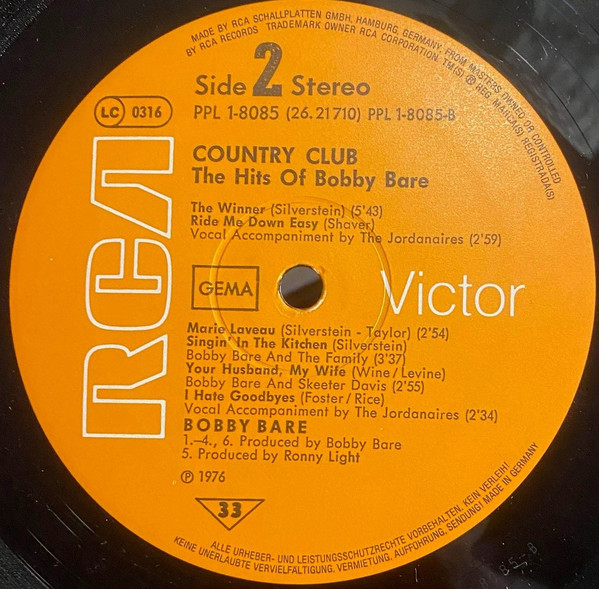 MADE BY RCA SCHALLPLATTEN GMBH, HAMBURG, GERMANY, FROM MASTERS OWNED OR CONTROLLED
BY RCA RECORDS TRADEMARK OWNER RCA CORPORATION. TM(S) ® REG. MARCA(S) REGISTRADA(S)
Side 2 Stereo
LC 0316
PPL 1-8085 (26.21710) PPL 1-8085-B
COUNTRY CLUB
The Hits Of Bobby Bare
The Winner (Silverstein) (5'43)
Ride Me Down Easy (Shaver)
Vocal Accompaniment by The Jordanaires (2'59)
RCA
GEMA
Victor
Marie Laveau (Silverstein - Taylor) (2'54)
Singin' In The Kitchen (Silverstein)
Bobby Bare And The Family (3'37)
Your Husband, My Wife (Wine/Levine)
Bobby Bare And Skeeter Davis (2'55)
I Hate Goodbyes (Foster/Rice)
Vocal Accompaniment by The Jordanaires (2'34)
BOBBY BARE
1.–4., 6. Produced by Bobby Bare
5. Produced by Ronny Light
℗ 1976
33
ALLE URHEBER- UND LEISTUNGSSCHUTZRECHTE VORBEHALTEN. KEIN VERLEIH!
KEINE UNERLAUBTE VERVIELFÄLTIGUNG, VERMIETUNG, AUFFÜHRUNG, SENDUNG! MADE IN GERMANY